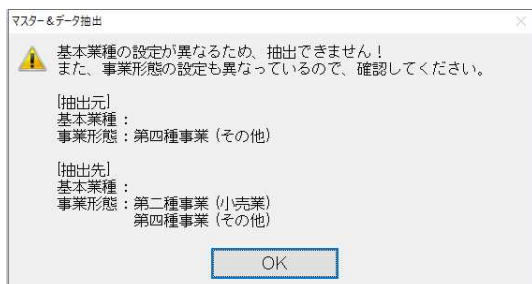 マスター&データ抽出
基本業種の設定が異なるため、抽出できません！
また、事業形態の設定も異なっているので、確認してください。
[抽出元]
基本業種：
事業形態：第四種事業（その他）
[抽出先]
基本業種：
事業形態：第二種事業（小売業）
第四種事業（その他）
OK